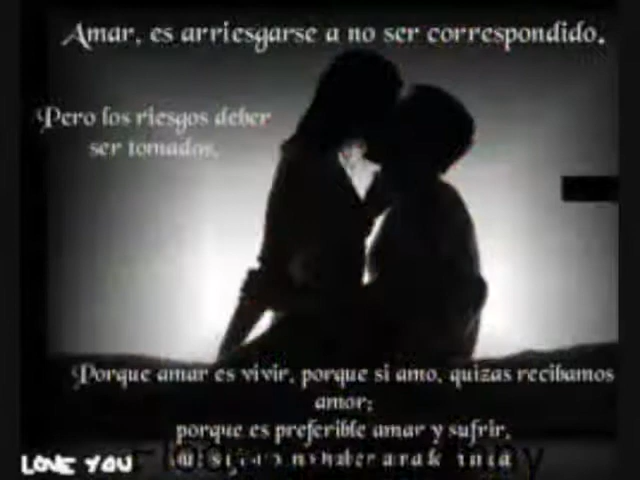 Amar, es arriesgarse a no ser correspondido.
Pero los riesgos deber
ser tomados,
Porque amar es vivir, porque si amo, quizas recibamos
amor;
porque es preferible amar y sufrir,
LOVE YOU